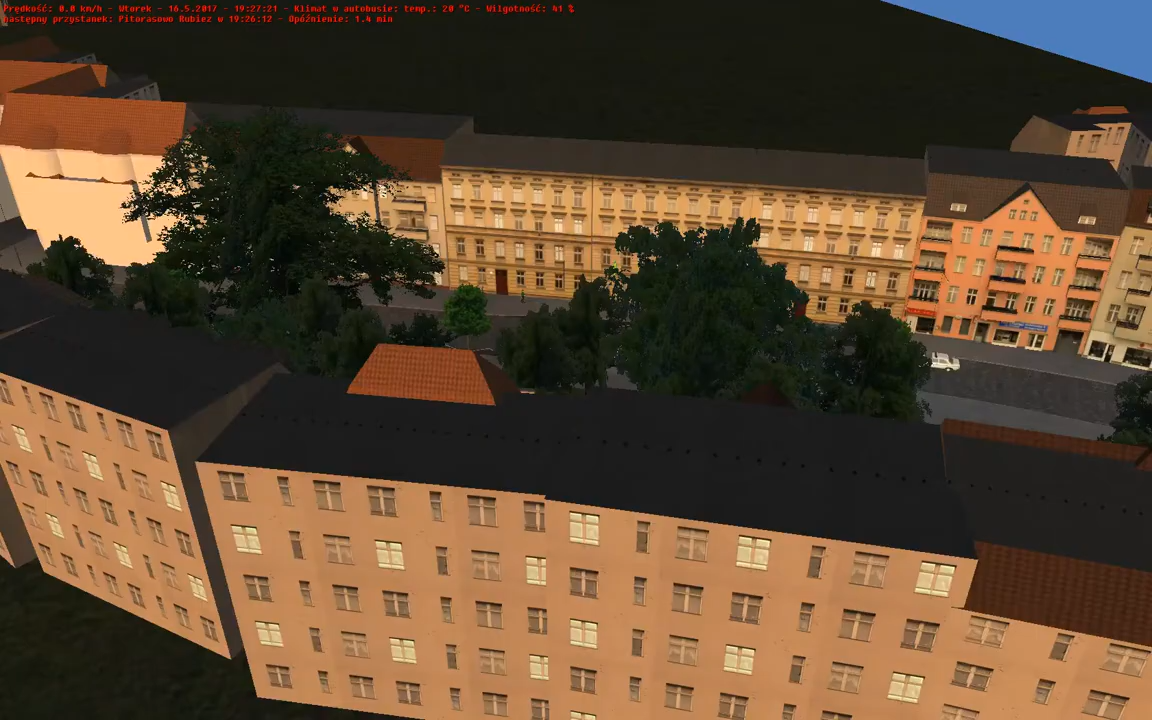 Prędkość: 0.0 km/h - Wtorek - 16.5.2017 - 19:27:21 - Klimat w autobusie: temp.: 20 °C - Wilgotność: 41 %
następny przystanek: Pitorasowo Rubież w 19:26:12 - Opóźnienie: 1.4 min